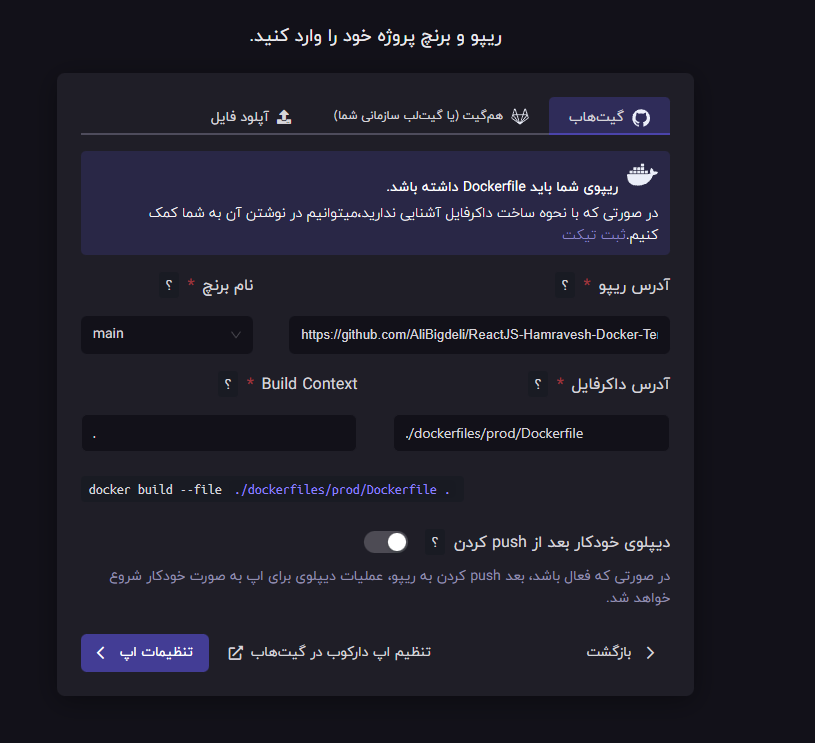 ریپو و برنچ پروژه خود را وارد کنید.
گیت‌هاب
هم‌گیت (یا گیت‌لب سازمانی شما)
آپلود فایل
ریپوی شما باید Dockerfile داشته باشد.
در صورتی که با نحوه ساخت داکرفایل آشنایی ندارید،میتوانیم در نوشتن آن به شما کمک
کنیم.ثبت تیکت
آدرس ریپو * ؟
نام برنچ * ؟
https://github.com/AliBigdeli/ReactJS-Hamravesh-Docker-Te
main
آدرس داکرفایل * ؟
Build Context * ؟
./dockerfiles/prod/Dockerfile
.
docker build --file ./dockerfiles/prod/Dockerfile .
دیپلوی خودکار بعد از push کردن ؟
در صورتی که فعال باشد، بعد push کردن به ریپو، عملیات دیپلوی برای اپ به صورت خودکار شروع
خواهد شد.
بازگشت
تنظیم اپ دارکوب در گیت‌هاب
تنظیمات اپ